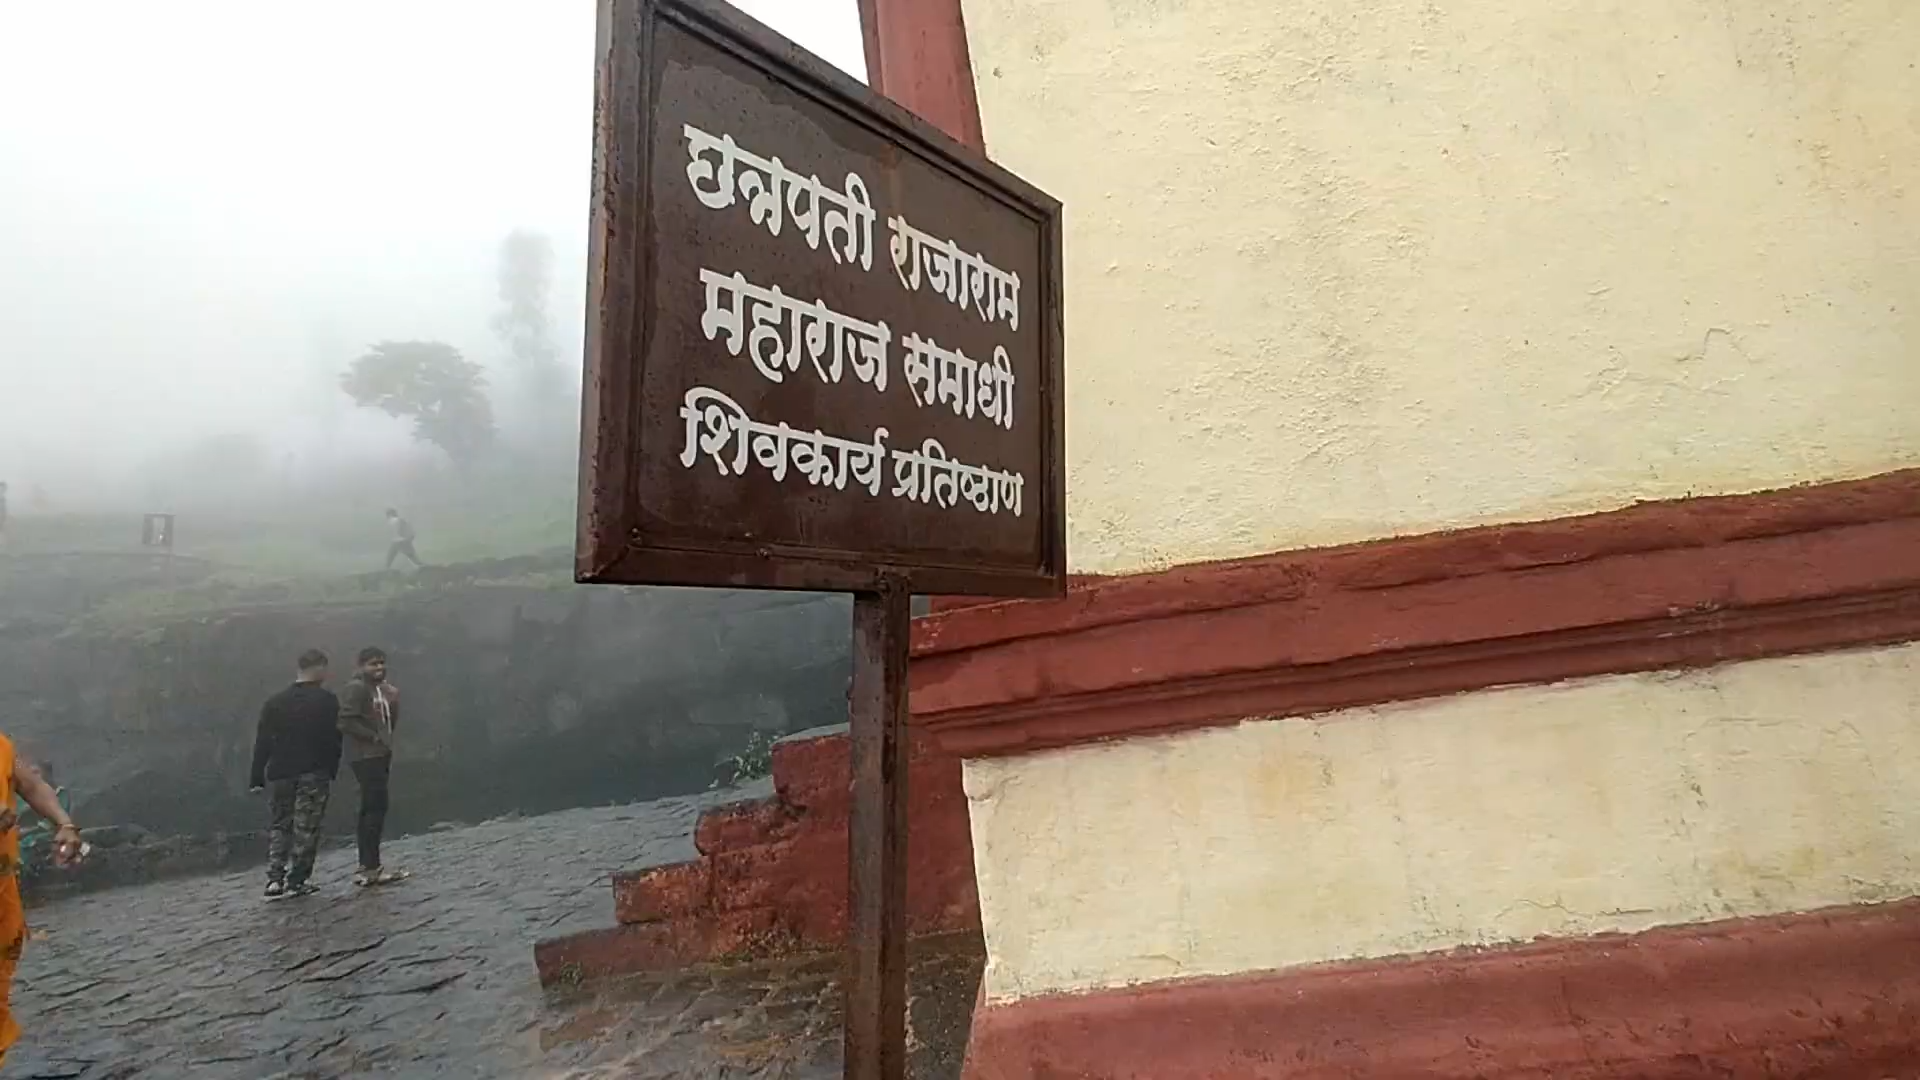 छत्रपती राजाराम
महाराज समाधी
शिवकार्य प्रतिष्ठाण